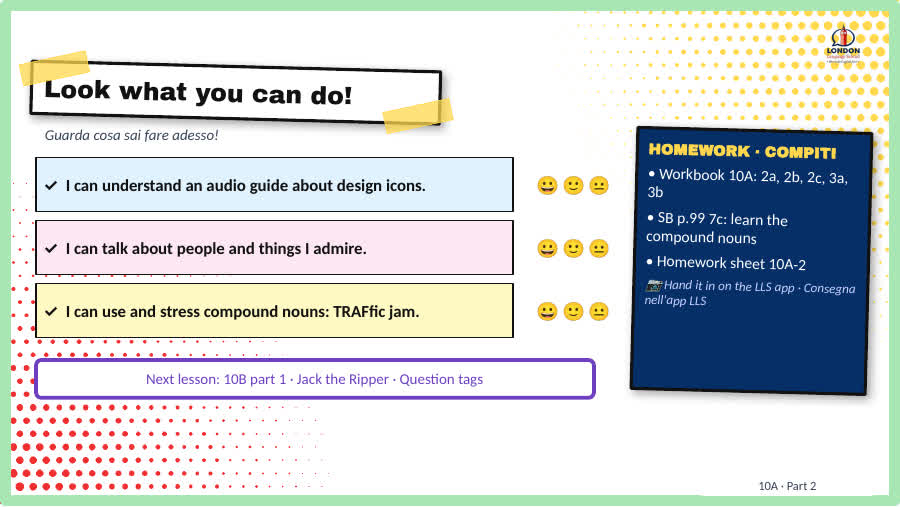 LONDON
Look what you can do!
Guarda cosa sai fare adesso!
✔ I can understand an audio guide about design icons.
✔ I can talk about people and things I admire.
✔ I can use and stress compound nouns: TRAFfic jam.
Next lesson: 10B part 1 · Jack the Ripper · Question tags
HOMEWORK · COMPITI
• Workbook 10A: 2a, 2b, 2c, 3a,
3b
• SB p.99 7c: learn the
compound nouns
• Homework sheet 10A-2
📷 Hand it in on the LLS app · Consegna
nell'app LLS
10A · Part 2